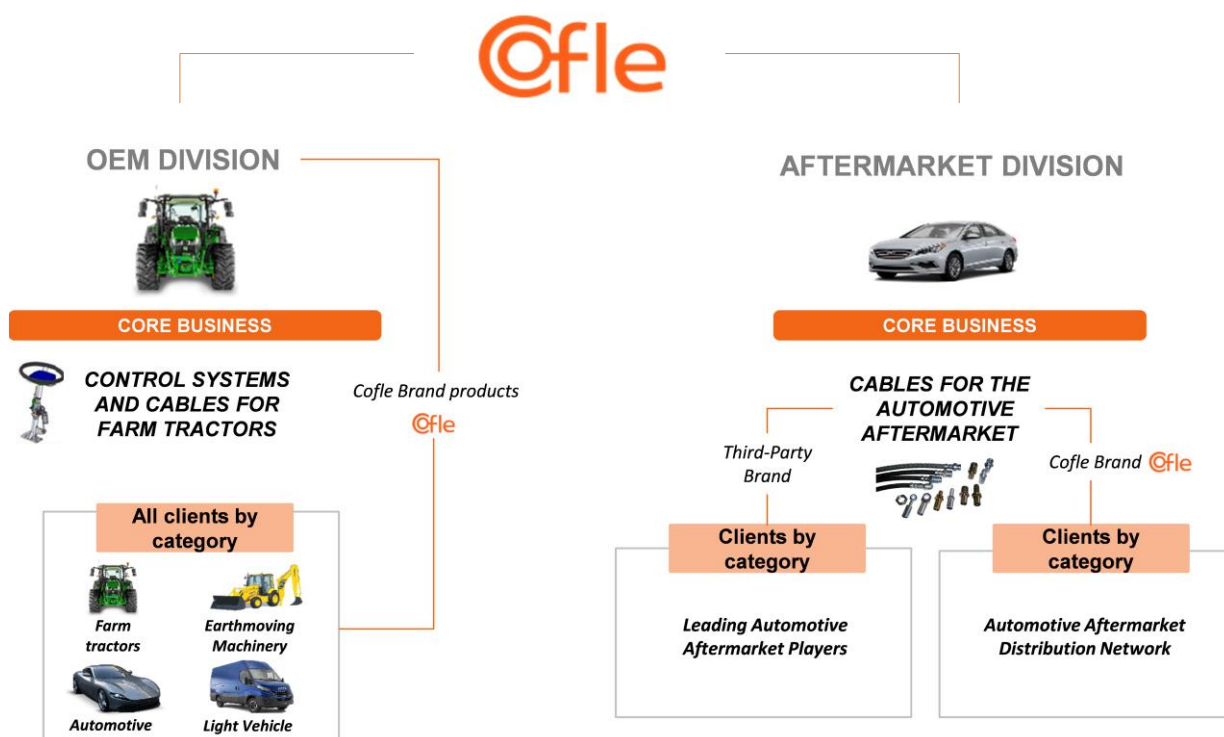 Cofle
OEM DIVISION
CORE BUSINESS
CONTROL SYSTEMS
AND CABLES FOR
FARM TRACTORS
Cofle Brand products
Cofle
All clients by
category
Farm
tractors
Earthmoving
Machinery
Automotive
Light Vehicle
AFTERMARKET DIVISION
CORE BUSINESS
CABLES FOR THE
AUTOMOTIVE
AFTERMARKET
Third-Party
Brand
Cofle Brand Cofle
Clients by
category
Leading Automotive
Aftermarket Players
Clients by
category
Automotive Aftermarket
Distribution Network